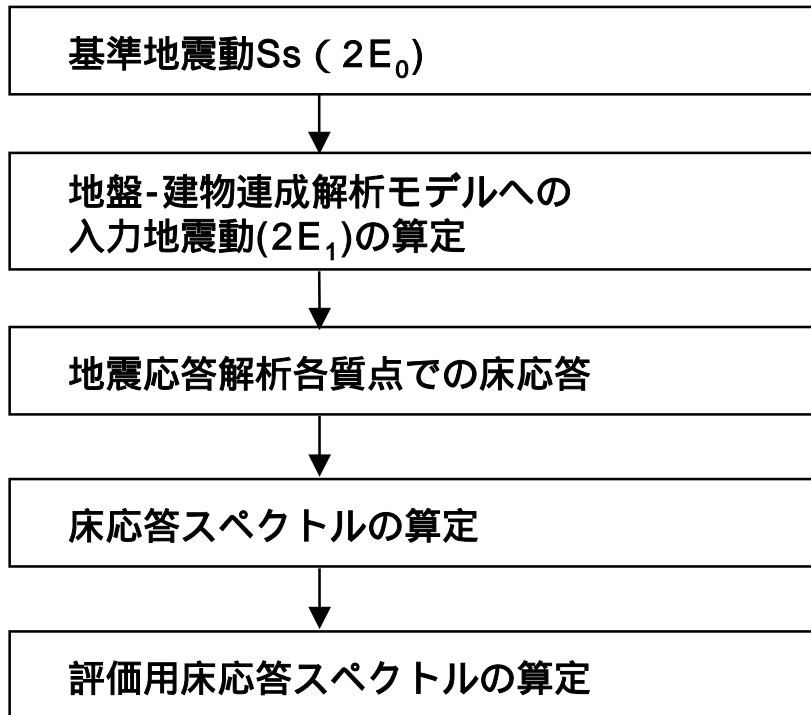 基準地震動Ss（2E₀)
地盤-建物連成解析モデルへの
入力地震動(2E₁)の算定
地震応答解析各質点での床応答
床応答スペクトルの算定
評価用床応答スペクトルの算定